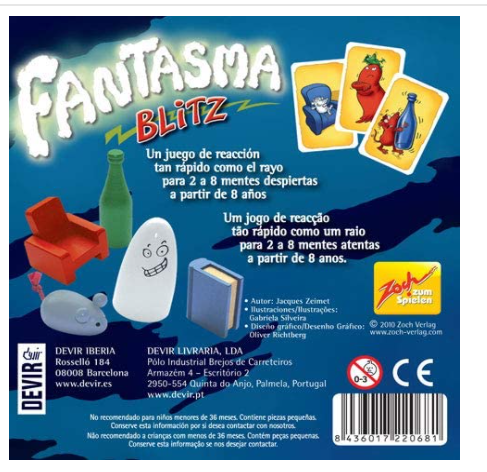 FANTASMA
BLITZ
Un juego de reacción
tan rápido como el rayo
para 2 a 8 mentes despiertas
a partir de 8 años
Um jogo de reacção
tão rápido como um raio
para 2 a 8 mentes atentas
a partir de 8 anos.
• Autor: Jacques Zeimet
• Ilustraciones/Ilustrações:
Gabriela Silveira
• Diseño gráfico/Desenho Gráfico:
Oliver Richtberg
Zoch
zum
Spielen
© 2010 Zoch Verlag
www.zoch-verlag.com
DEVIR
DEVIR IBERIA
Rosselló 184
08008 Barcelona
www.devir.es
DEVIR LIVRARIA, LDA
Pólo Industrial Brejos de Carreteiros
Armazém 4 – Escritório 2
2950-554 Quinta do Anjo, Palmela, Portugal
www.devir.pt
0-3
CE
No recomendado para niños menores de 36 meses. Contiene piezas pequeñas.
Conserve esta información por si desea contactar con nosotros.
Não recomendado a crianças com menos de 36 meses. Contém peças pequenas.
Conserve esta informação se nos desejar contactar.
8 436017 220681